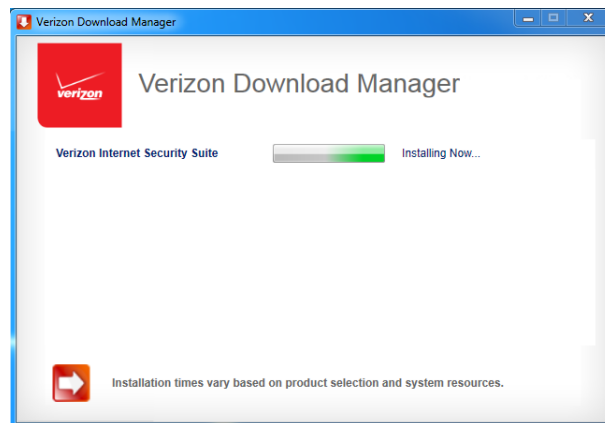 Verizon Download Manager
verizon
Verizon Download Manager
Verizon Internet Security Suite Installing Now...
Installation times vary based on product selection and system resources.